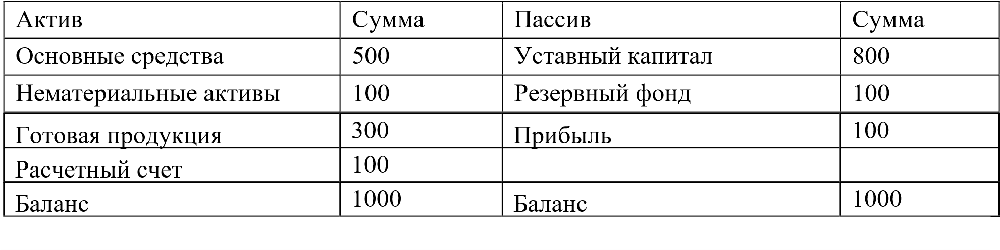 Актив Сумма Пассив Сумма
Основные средства 500 Уставный капитал 800
Нематериальные активы 100 Резервный фонд 100
Готовая продукция 300 Прибыль 100
Расчетный счет 100
Баланс 1000 Баланс 1000